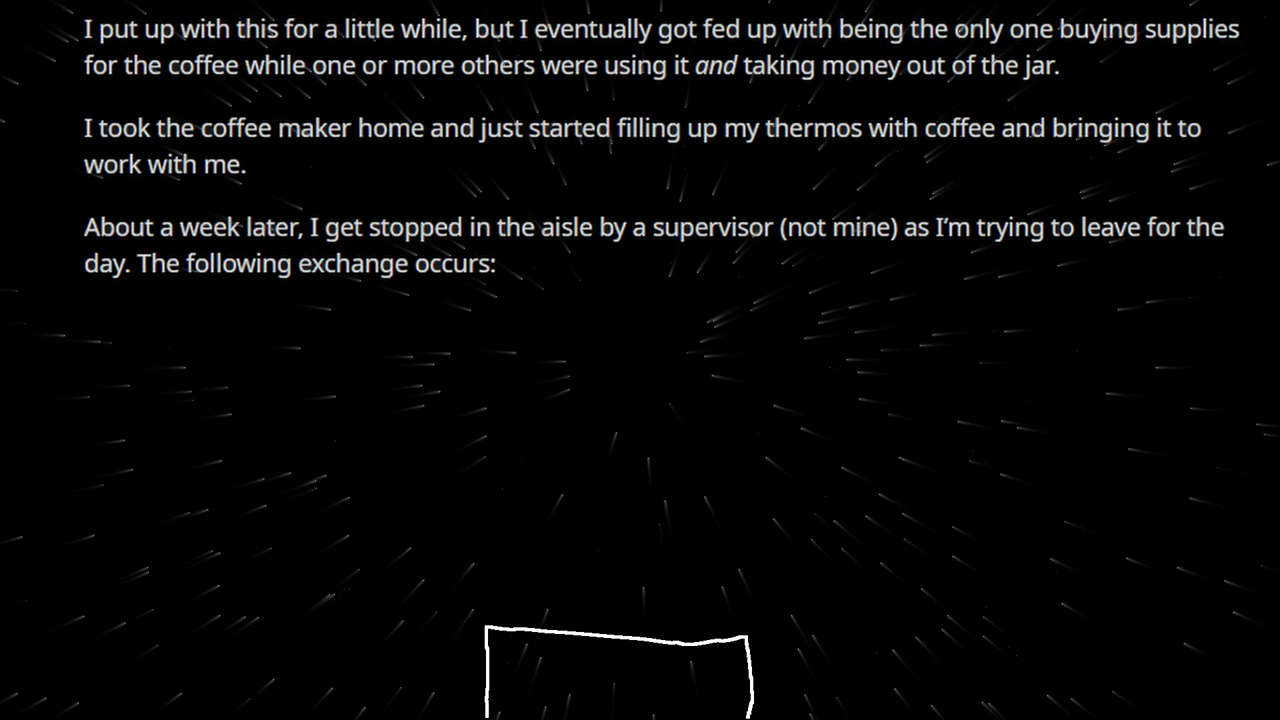 I put up with this for a little while, but I eventually got fed up with being the only one buying supplies
for the coffee while one or more others were using it and taking money out of the jar.
I took the coffee maker home and just started filling up my thermos with coffee and bringing it to
work with me.
About a week later, I get stopped in the aisle by a supervisor (not mine) as I’m trying to leave for the
day. The following exchange occurs: